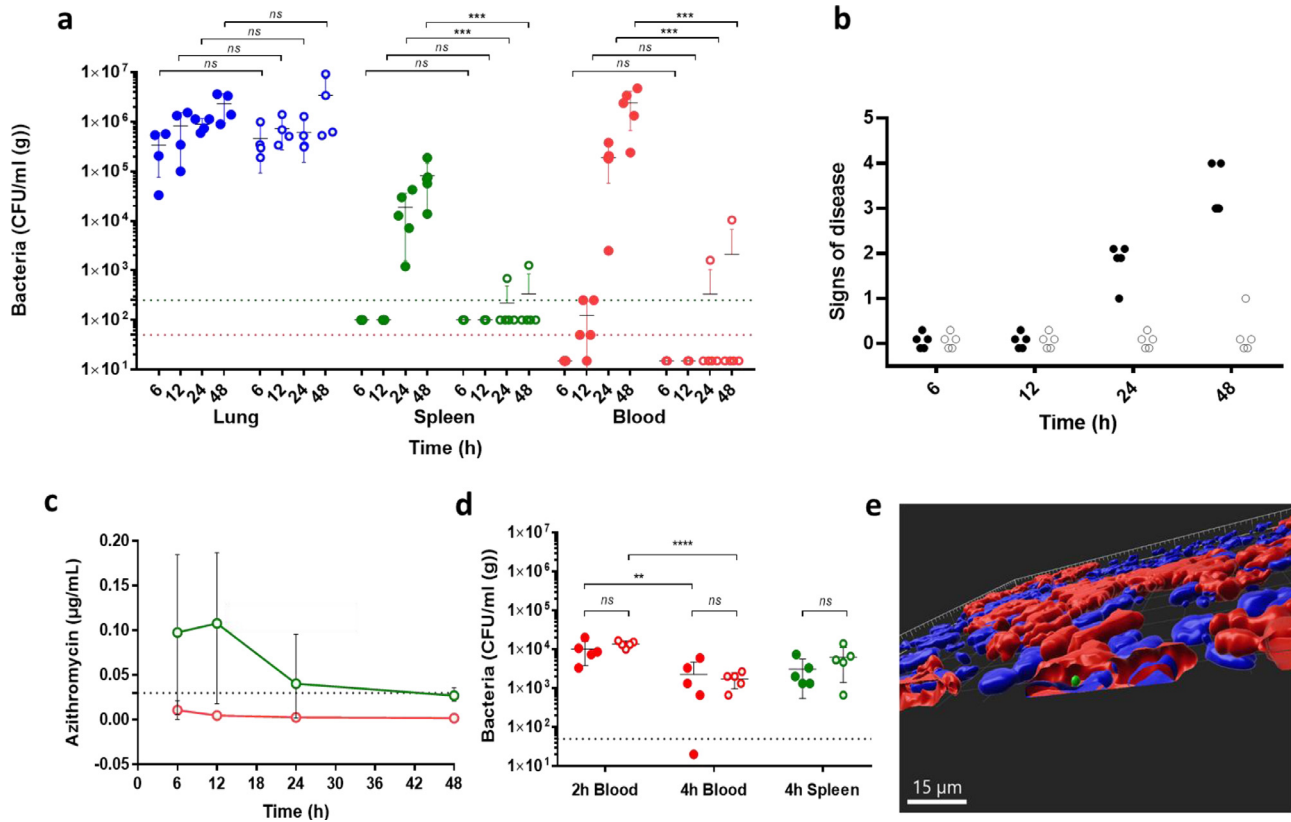 a
ns
***
***
ns
***
***
ns
ns
ns
ns
ns
ns
ns
ns
1×10⁷
1×10⁶
1×10⁵
1×10⁴
1×10³
1×10²
1×10¹
Bacteria (CFU/ml (g))
6 12 24 48 6 12 24 48 6 12 24 48 6 12 24 48 6 12 24 48 6 12 24 48
Lung Spleen Blood
Time (h)
b
5
4
3
2
1
0
Signs of disease
6 12 24 48
Time (h)
c
0.20
0.15
0.10
0.05
0.00
-0.05
Azithromycin (µg/mL)
0 6 12 18 24 30 36 42 48
Time (h)
d
1×10⁷
1×10⁶
1×10⁵
1×10⁴
1×10³
1×10²
1×10¹
Bacteria (CFU/ml (g))
****
**
ns ns ns
2h Blood 4h Blood 4h Spleen
e
15 µm